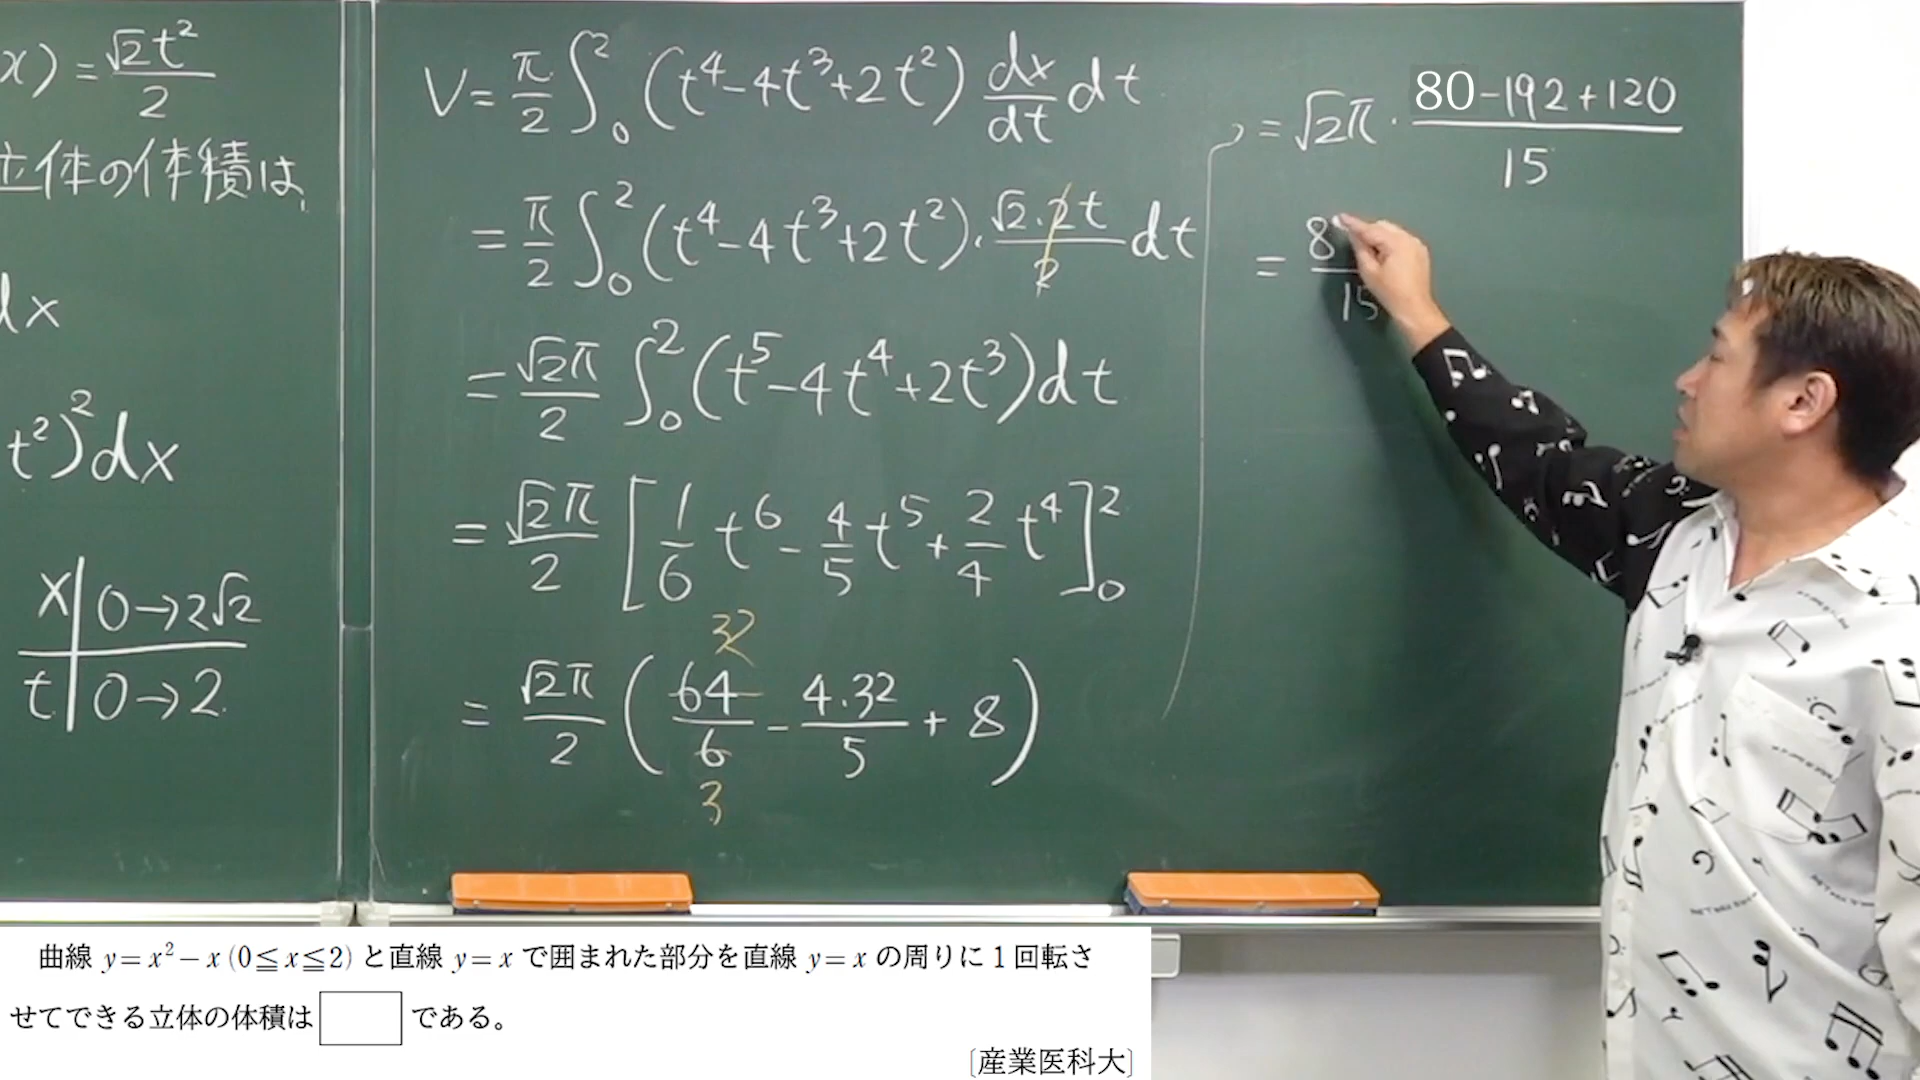 x) = √2t²/2
立体の体積は、
dx
t²)²dx
x | 0→2√2
t | 0→2
V = π/2 ∫₀² (t⁴-4t³+2t²) dx/dt dt
= π/2 ∫₀² (t⁴-4t³+2t²)・√2・2t/2 dt
= √2π/2 ∫₀² (t⁵-4t⁴+2t³)dt
= √2π/2 [1/6 t⁶ - 4/5 t⁵ + 2/4 t⁴]₀²
32
= √2π/2 (64/6 - 4・32/5 + 8)
3
= √2π・80-192+120/15
= 8/15
曲線 y=x²-x (0≦x≦2) と直線 y=x で囲まれた部分を直線 y=x の周りに 1 回転さ
せてできる立体の体積は□である。
[産業医科大]